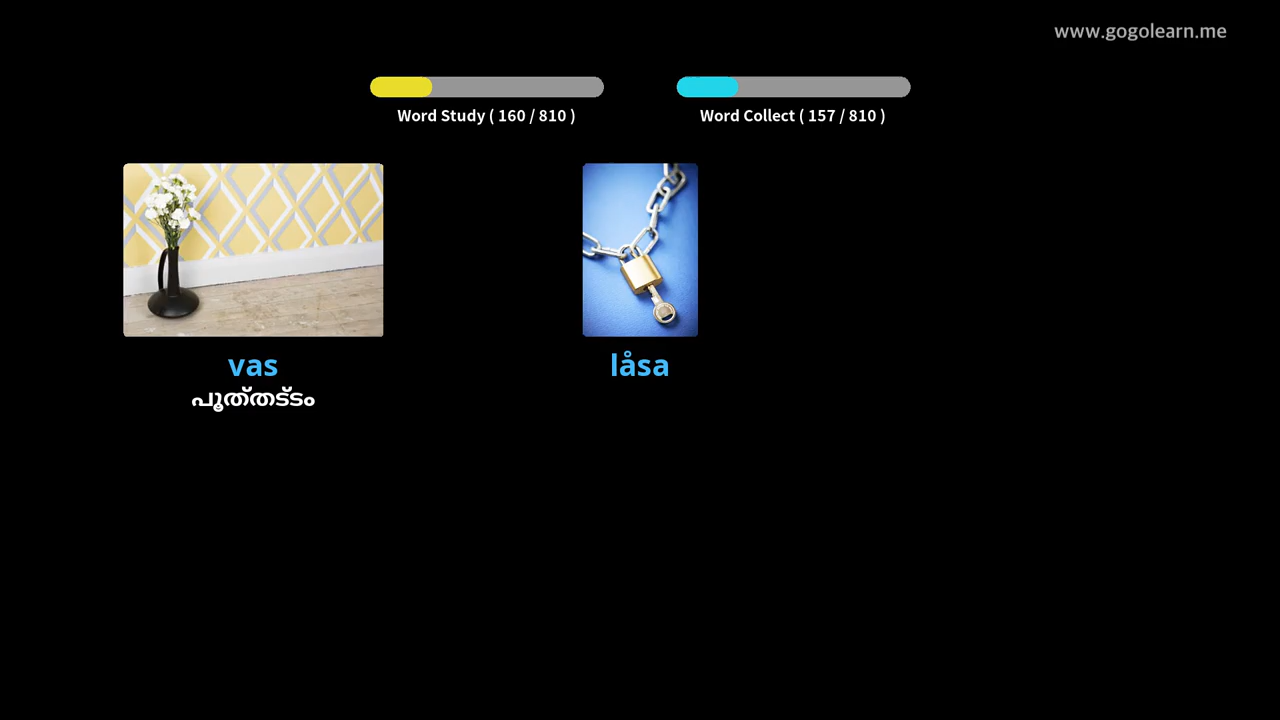 www.gogolearn.me
Word Study ( 160 / 810 )
Word Collect ( 157 / 810 )
vas
പൂത്തട്ടം
låsa